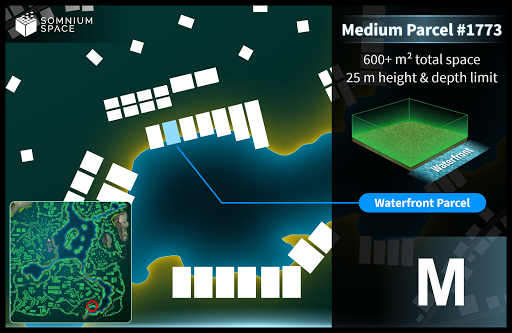 SOMNIUM
SPACE
Medium Parcel #1773
600+ m² total space
25 m height & depth limit
Waterfront
Waterfront Parcel
M